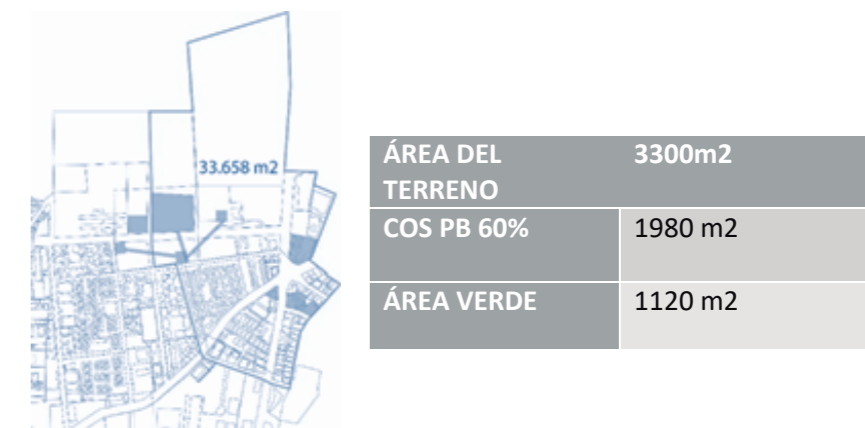 33.658 m2
ÁREA DEL
TERRENO
3300m2
COS PB 60%
1980 m2
ÁREA VERDE
1120 m2